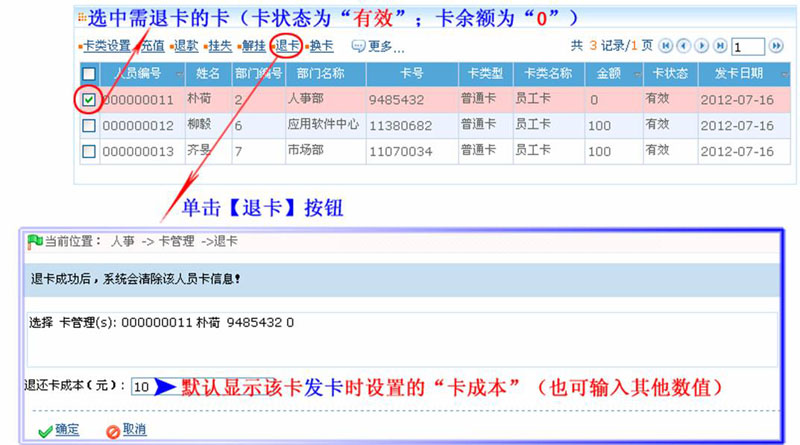 选中需退卡的卡（卡状态为“有效”；卡余额为“0”）
卡类设置 充值 退款 挂失 解挂 退卡 换卡 更多... 共 3 记录/1 页 1
人员编号 姓名 部门编号 部门名称 卡号 卡类型 卡类名称 金额 卡状态 发卡日期
000000011 朴荷 2 人事部 9485432 普通卡 员工卡 0 有效 2012-07-16
000000012 柳毅 6 应用软件中心 11380682 普通卡 员工卡 100 有效 2012-07-16
000000013 齐旻 7 市场部 11070034 普通卡 员工卡 100 有效 2012-07-16
单击【退卡】按钮
当前位置： 人事 -> 卡管理 ->退卡
退卡成功后，系统会清除该人员卡信息！
选择 卡管理(s): 000000011 朴荷 9485432 0
退还卡成本（元）： 10 默认显示该卡发卡时设置的“卡成本”（也可输入其他数值）
确定 取消